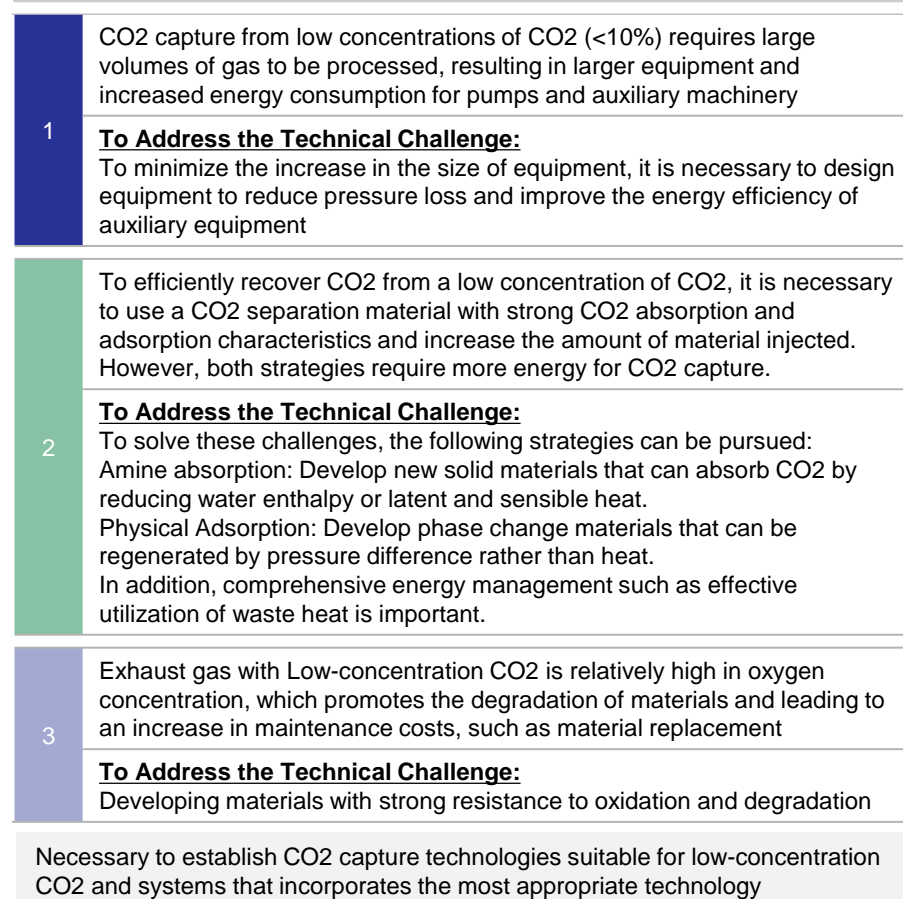 CO2 capture from low concentrations of CO2 (<10%) requires large
volumes of gas to be processed, resulting in larger equipment and
increased energy consumption for pumps and auxiliary machinery
1
To Address the Technical Challenge:
To minimize the increase in the size of equipment, it is necessary to design
equipment to reduce pressure loss and improve the energy efficiency of
auxiliary equipment
To efficiently recover CO2 from a low concentration of CO2, it is necessary
to use a CO2 separation material with strong CO2 absorption and
adsorption characteristics and increase the amount of material injected.
However, both strategies require more energy for CO2 capture.
2
To Address the Technical Challenge:
To solve these challenges, the following strategies can be pursued:
Amine absorption: Develop new solid materials that can absorb CO2 by
reducing water enthalpy or latent and sensible heat.
Physical Adsorption: Develop phase change materials that can be
regenerated by pressure difference rather than heat.
In addition, comprehensive energy management such as effective
utilization of waste heat is important.
Exhaust gas with Low-concentration CO2 is relatively high in oxygen
concentration, which promotes the degradation of materials and leading to
an increase in maintenance costs, such as material replacement
3
To Address the Technical Challenge:
Developing materials with strong resistance to oxidation and degradation
Necessary to establish CO2 capture technologies suitable for low-concentration
CO2 and systems that incorporates the most appropriate technology